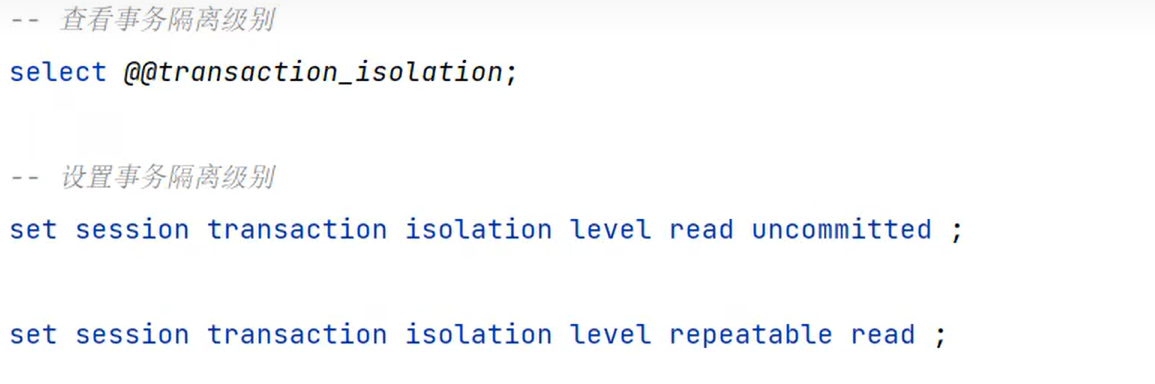 -- 查看事务隔离级别
select @@transaction_isolation;
-- 设置事务隔离级别
set session transaction isolation level read uncommitted ;
set session transaction isolation level repeatable read ;